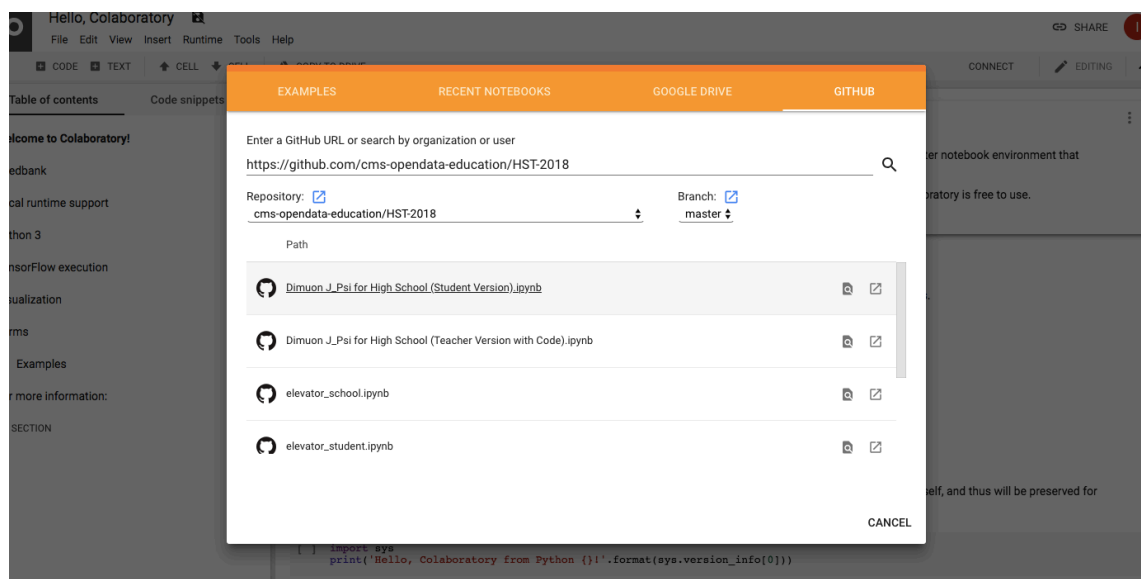 Hello, Colaboratory
File Edit View Insert Runtime Tools Help
SHARE
CODE TEXT CELL CELL COPY TO DRIVE
CONNECT EDITING
Table of contents Code snippets
elcome to Colaboratory!
edbank
cal runtime support
thon 3
nsorFlow execution
sualization
rms
Examples
r more information:
SECTION
EXAMPLES RECENT NOTEBOOKS GOOGLE DRIVE GITHUB
Enter a GitHub URL or search by organization or user
https://github.com/cms-opendata-education/HST-2018
Repository: Branch:
cms-opendata-education/HST-2018 master
Path
Dimuon J_Psi for High School (Student Version).ipynb
Dimuon J_Psi for High School (Teacher Version with Code).ipynb
elevator_school.ipynb
elevator_student.ipynb
CANCEL
ter notebook environment that
oratory is free to use.
s.
self, and thus will be preserved for
[ ] import sys
print('Hello, Colaboratory from Python {}!'.format(sys.version_info[0]))